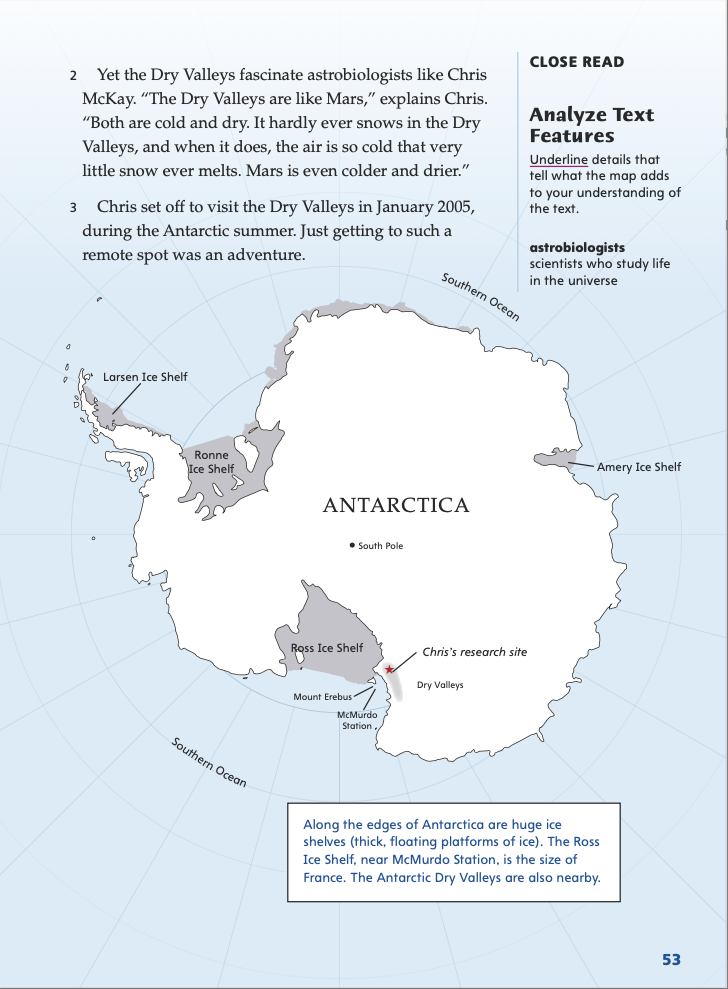 2 Yet the Dry Valleys fascinate astrobiologists like Chris
McKay. “The Dry Valleys are like Mars,” explains Chris.
“Both are cold and dry. It hardly ever snows in the Dry
Valleys, and when it does, the air is so cold that very
little snow ever melts. Mars is even colder and drier.”
3 Chris set off to visit the Dry Valleys in January 2005,
during the Antarctic summer. Just getting to such a
remote spot was an adventure.
CLOSE READ
Analyze Text
Features
Underline details that
tell what the map adds
to your understanding of
the text.
astrobiologists
scientists who study life
in the universe
Southern Ocean
Larsen Ice Shelf
Ronne
Ice Shelf
Amery Ice Shelf
ANTARCTICA
South Pole
Ross Ice Shelf
Chris’s research site
Dry Valleys
Mount Erebus
McMurdo
Station
Southern Ocean
Along the edges of Antarctica are huge ice
shelves (thick, floating platforms of ice). The Ross
Ice Shelf, near McMurdo Station, is the size of
France. The Antarctic Dry Valleys are also nearby.
53